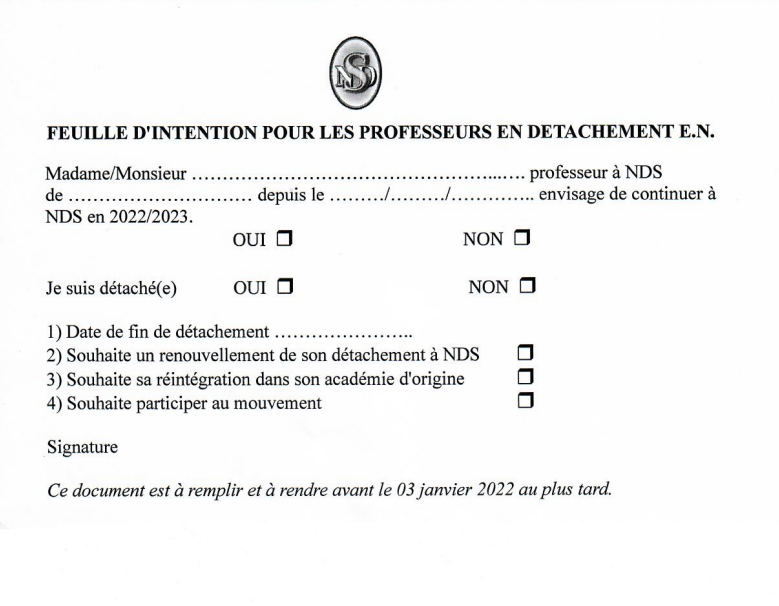 NSD
FEUILLE D'INTENTION POUR LES PROFESSEURS EN DETACHEMENT E.N.
Madame/Monsieur ……………………………………………...…. professeur à NDS
de ………………………… depuis le ………/………/………….. envisage de continuer à
NDS en 2022/2023.
OUI ❒ NON ❒
Je suis détaché(e) OUI ❒ NON ❒
1) Date de fin de détachement …………………..
2) Souhaite un renouvellement de son détachement à NDS ❒
3) Souhaite sa réintégration dans son académie d'origine ❒
4) Souhaite participer au mouvement ❒
Signature
Ce document est à remplir et à rendre avant le 03 janvier 2022 au plus tard.